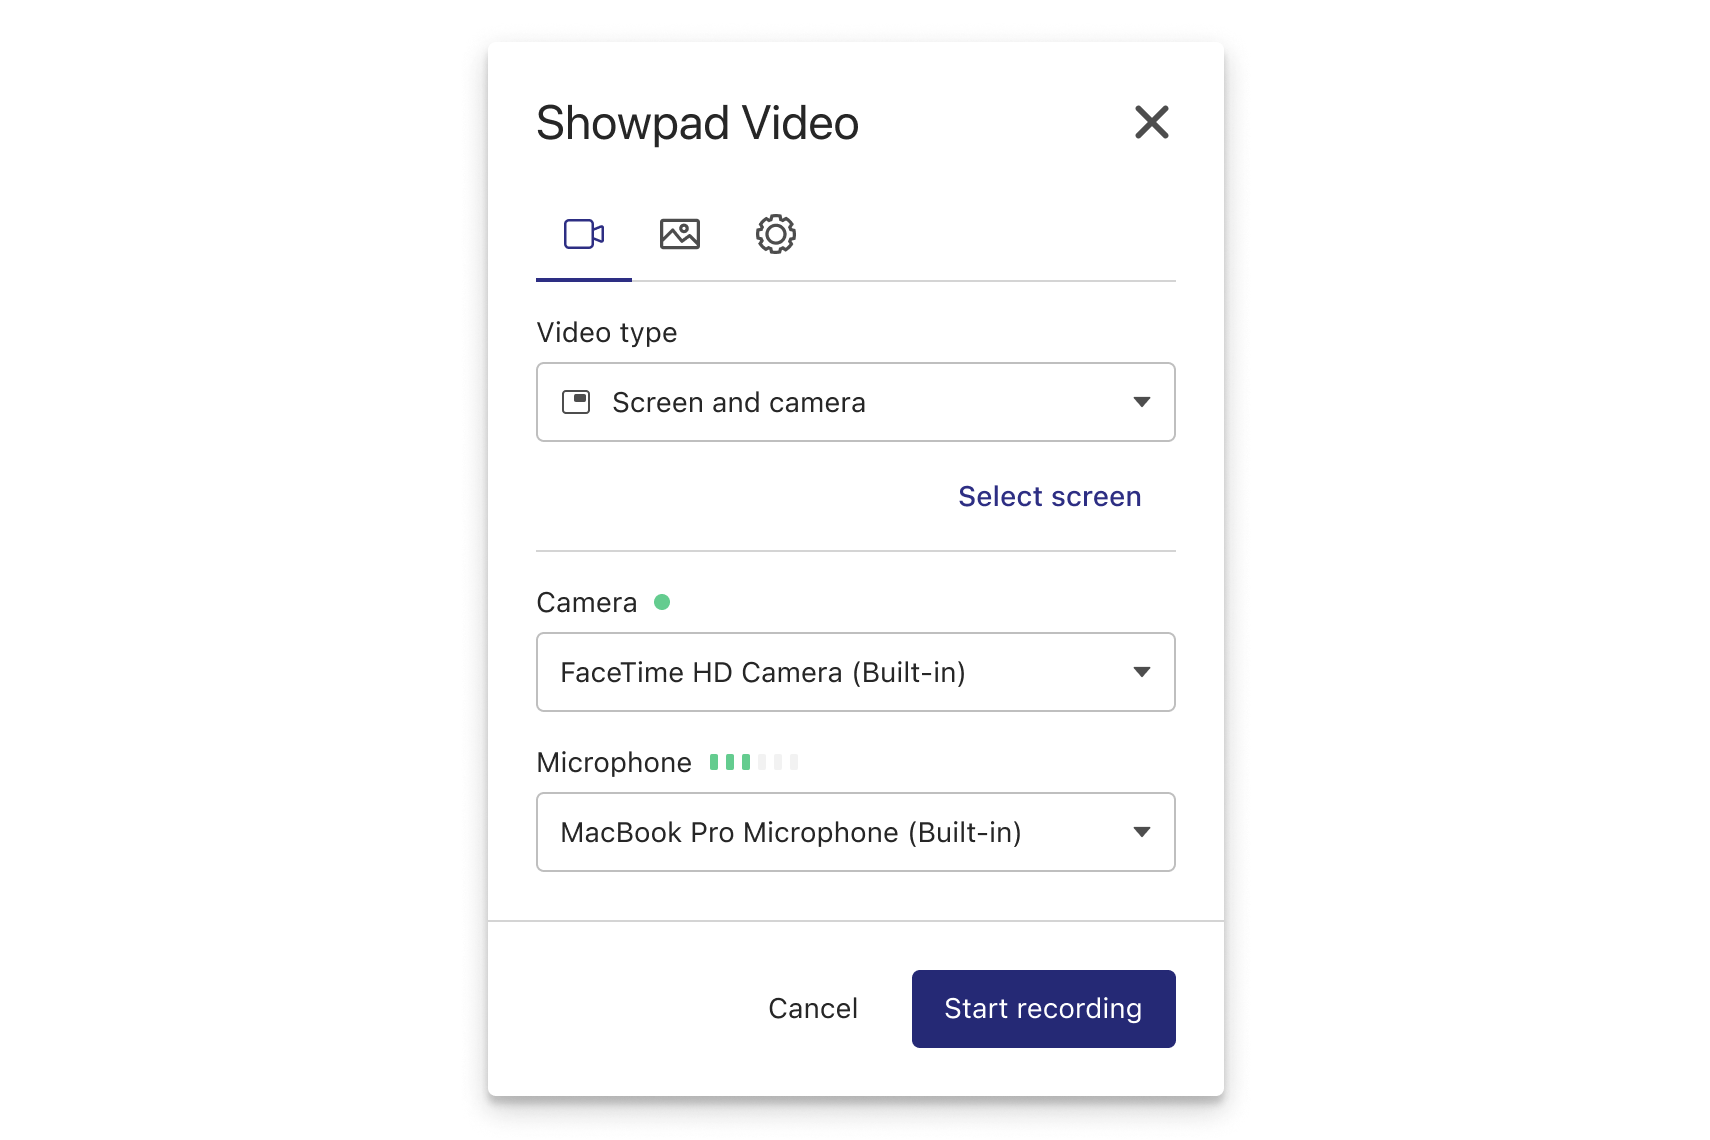 Showpad Video
Video type
Screen and camera
Select screen
Camera
FaceTime HD Camera (Built-in)
Microphone
MacBook Pro Microphone (Built-in)
Cancel
Start recording